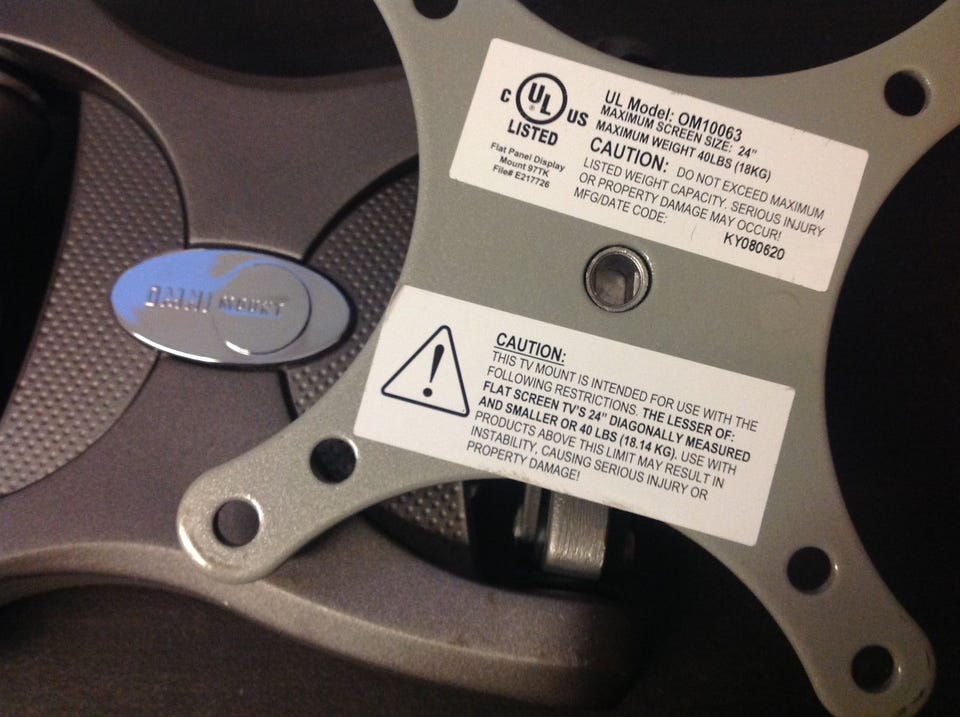 OMNI MOUNT
C UL US
®
LISTED
Flat Panel Display
Mount 97TK
File# E217726
UL Model: OM10063
MAXIMUM SCREEN SIZE: 24"
MAXIMUM WEIGHT 40LBS (18KG)
CAUTION: DO NOT EXCEED MAXIMUM
LISTED WEIGHT CAPACITY. SERIOUS INJURY
OR PROPERTY DAMAGE MAY OCCUR!
MFG/DATE CODE:
KY080620
!
CAUTION:
THIS TV MOUNT IS INTENDED FOR USE WITH THE
FOLLOWING RESTRICTIONS. THE LESSER OF:
FLAT SCREEN TV'S 24" DIAGONALLY MEASURED
AND SMALLER OR 40 LBS (18.14 KG). USE WITH
PRODUCTS ABOVE THIS LIMIT MAY RESULT IN
INSTABILITY, CAUSING SERIOUS INJURY OR
PROPERTY DAMAGE!